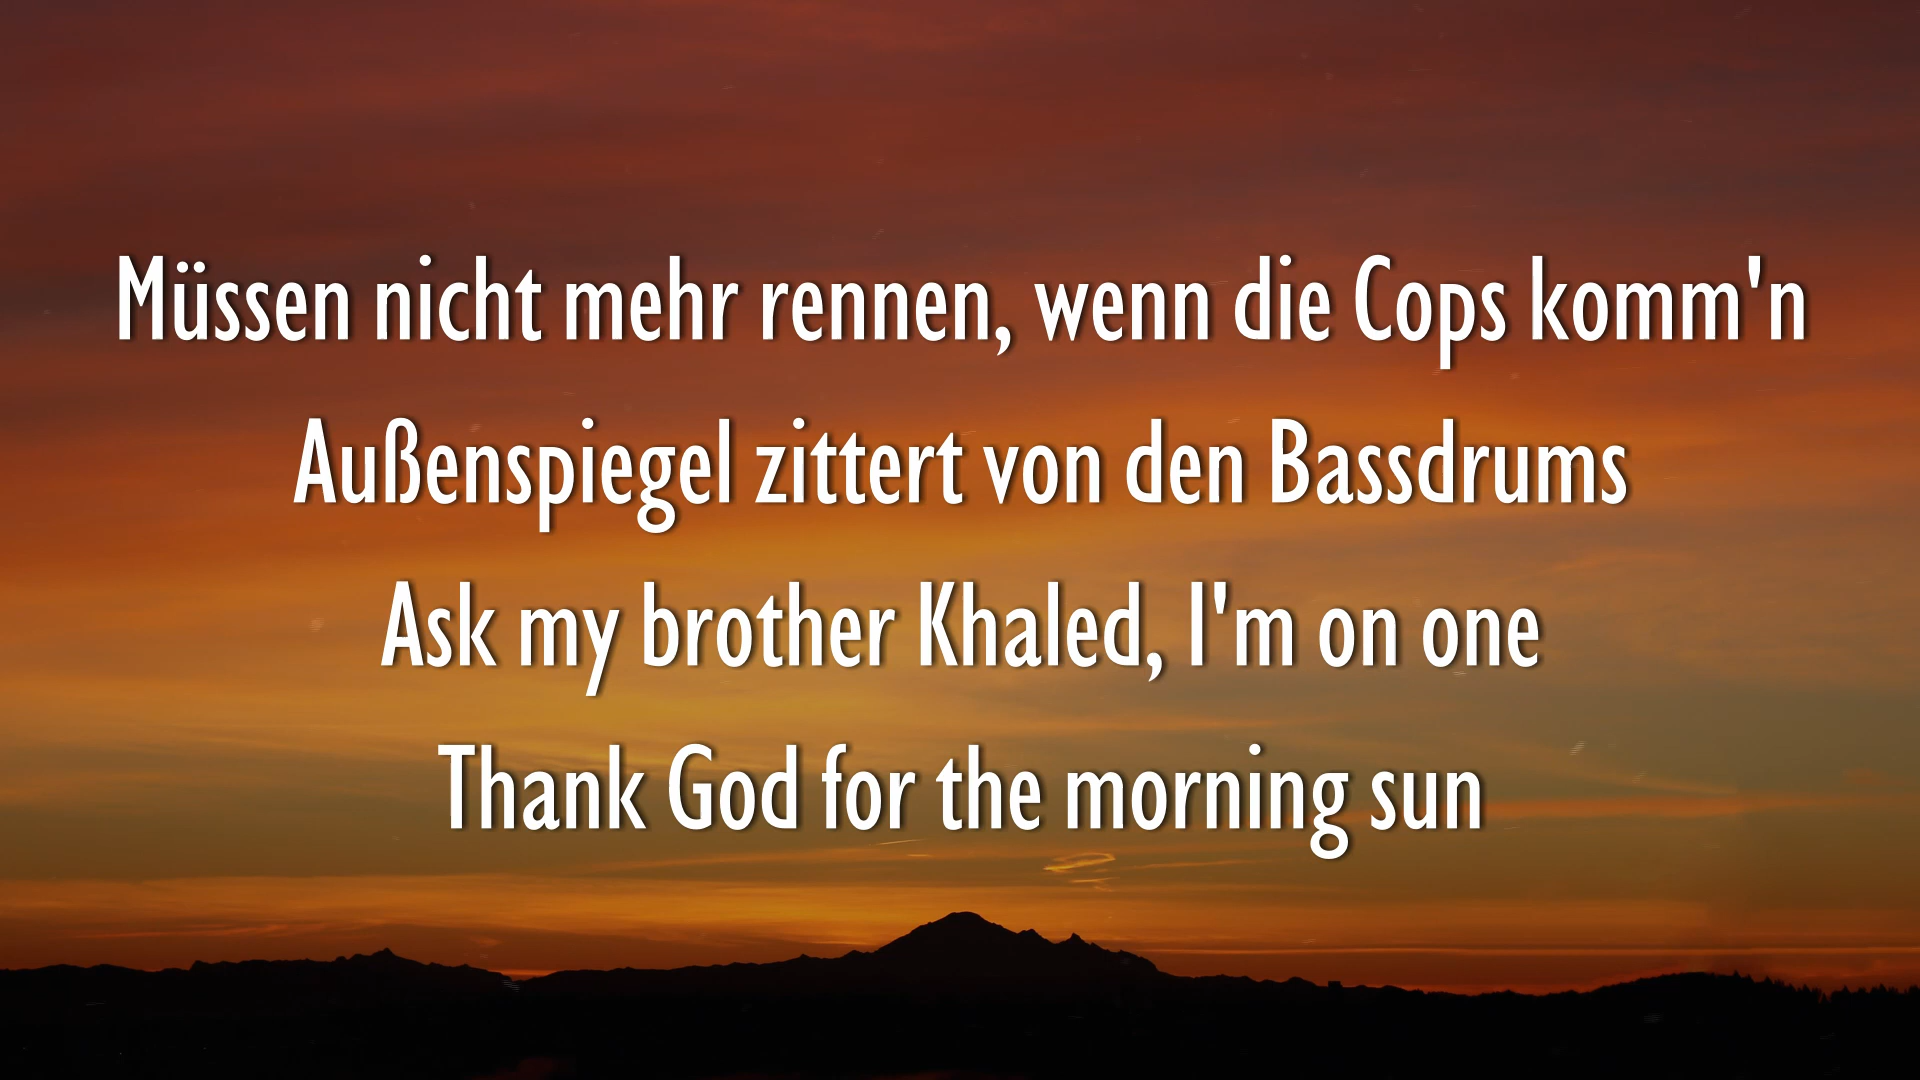 Müssen nicht mehr rennen, wenn die Cops komm'n
Außenspiegel zittert von den Bassdrums
Ask my brother Khaled, I'm on one
Thank God for the morning sun